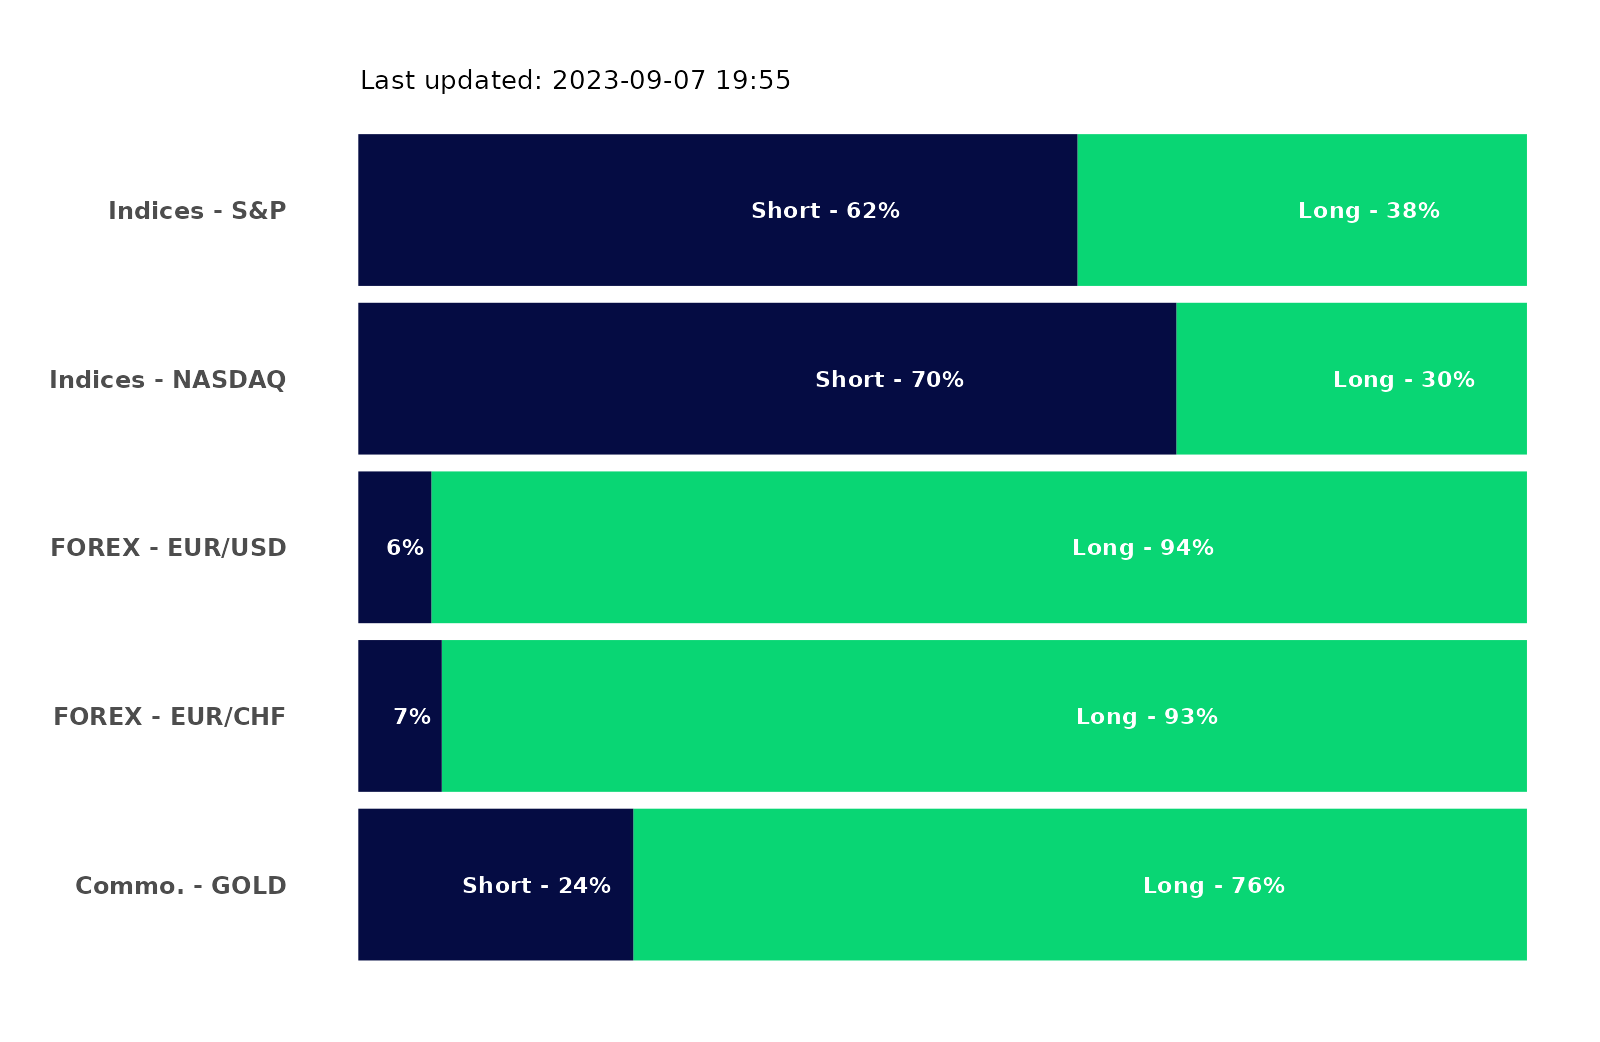 Last updated: 2023-09-07 19:55
Indices - S&P Short - 62% Long - 38%
Indices - NASDAQ Short - 70% Long - 30%
FOREX - EUR/USD 6% Long - 94%
FOREX - EUR/CHF 7% Long - 93%
Commo. - GOLD Short - 24% Long - 76%